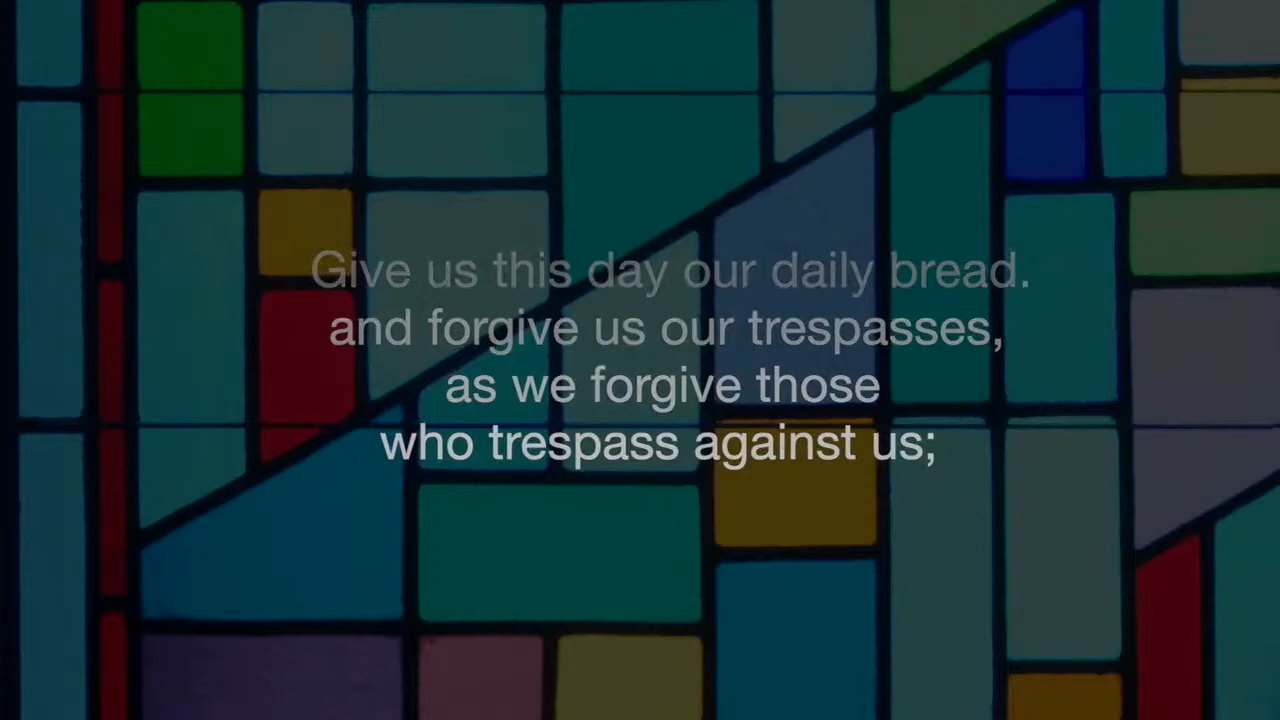 Give us this day our daily bread.
and forgive us our trespasses,
as we forgive those
who trespass against us;